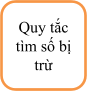 Quy tắc
tìm số bị
trừ